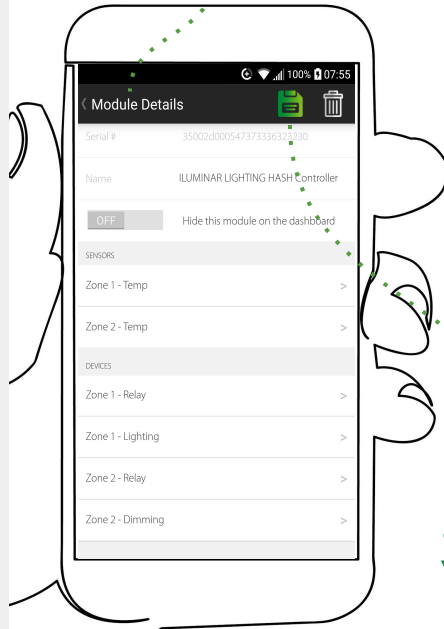 100% 07:55
Module Details
Serial # 35002d000547373336323230
Name ILUMINAR LIGHTING HASH Controller
OFF Hide this module on the dashboard
SENSORS
Zone 1 - Temp >
Zone 2 - Temp >
DEVICES
Zone 1 - Relay >
Zone 1 - Lighting >
Zone 2 - Relay >
Zone 2 - Dimming >